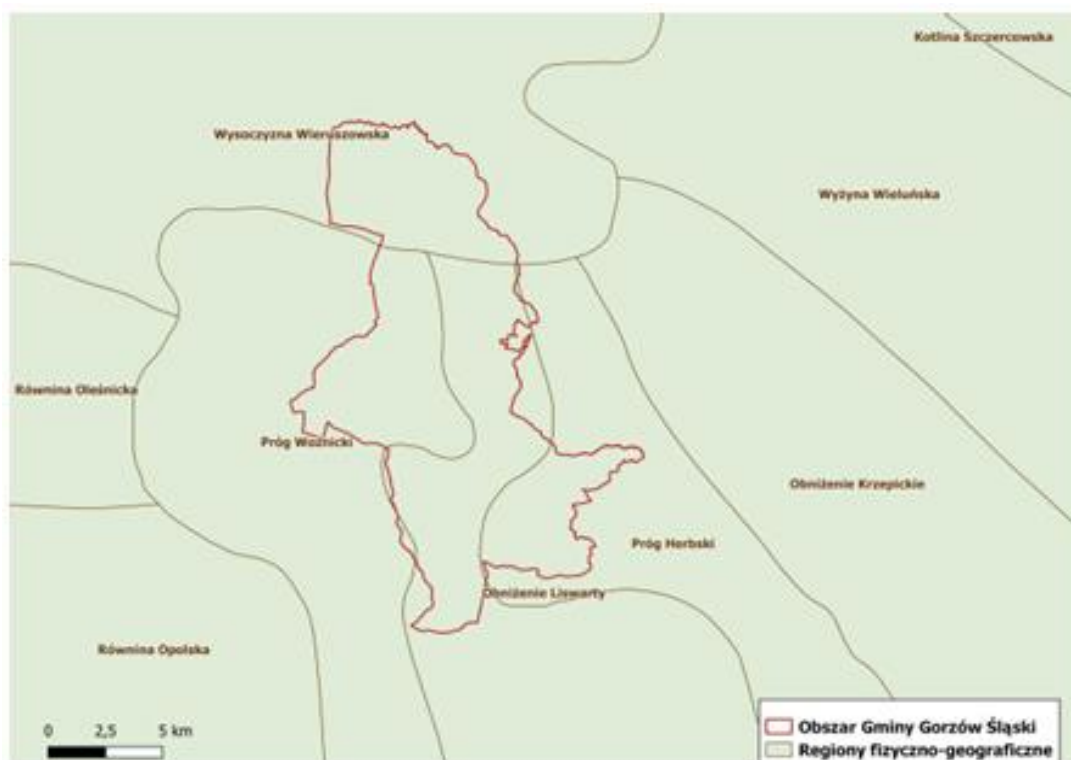 Kotlina Szczercowska
Wysoczyzna Wieruszowska
Wyżyna Wieluńska
Równina Oleśnicka
Próg Woźnicki
Obniżenie Krzepickie
Próg Herbski
Obniżenie Liswarty
Równina Opolska
0 2,5 5 km
Obszar Gminy Gorzów Śląski
Regiony fizyczno-geograficzne